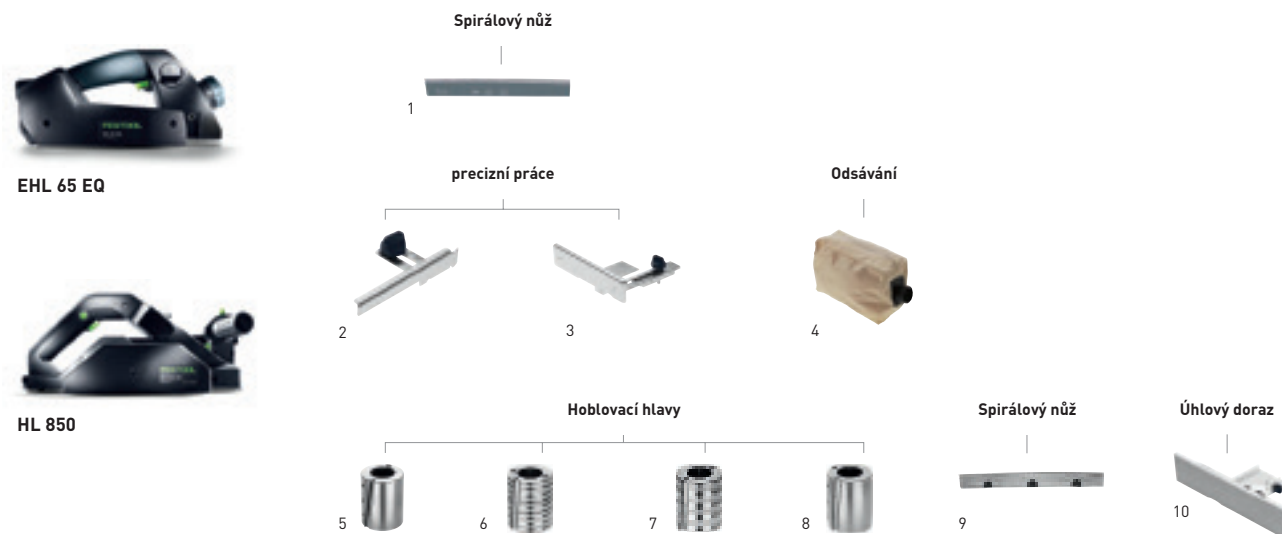 Spirálový nůž
1
FESTOOL
EHL 65 EQ
precizní práce
Odsávání
2
3
4
HL 850
Hoblovací hlavy
Spirálový nůž
Úhlový doraz
5
6
7
8
9
10